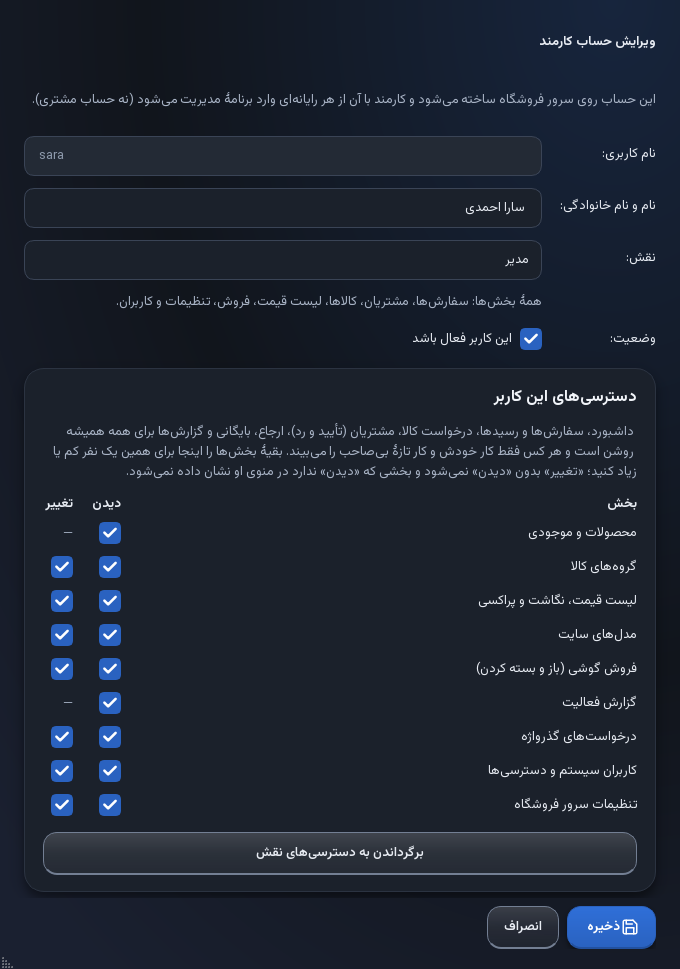 ویرایش حساب کارمند
این حساب روی سرور فروشگاه ساخته می‌شود و کارمند با آن از هر رایانه‌ای وارد برنامهٔ مدیریت می‌شود (نه حساب مشتری).
نام کاربری:
sara
نام و نام خانوادگی:
سارا احمدی
نقش:
مدیر
همهٔ بخش‌ها: سفارش‌ها، مشتریان، کالاها، لیست قیمت، فروش، تنظیمات و کاربران.
وضعیت:
این کاربر فعال باشد
دسترسی‌های این کاربر
داشبورد، سفارش‌ها و رسیدها، درخواست کالا، مشتریان (تأیید و رد)، ارجاع، بایگانی و گزارش‌ها برای همه همیشه
روشن است و هر کس فقط کار خودش و کار تازهٔ بی‌صاحب را می‌بیند. بقیهٔ بخش‌ها را اینجا برای همین یک نفر کم یا
زیاد کنید؛ «تغییر» بدون «دیدن» نمی‌شود و بخشی که «دیدن» ندارد در منوی او نشان داده نمی‌شود.
بخش دیدن تغییر
محصولات و موجودی —
گروه‌های کالا
لیست قیمت، نگاشت و پراکسی
مدل‌های سایت
فروش گوشی (باز و بسته کردن)
گزارش فعالیت —
درخواست‌های گذرواژه
کاربران سیستم و دسترسی‌ها
تنظیمات سرور فروشگاه
برگرداندن به دسترسی‌های نقش
ذخیره
انصراف